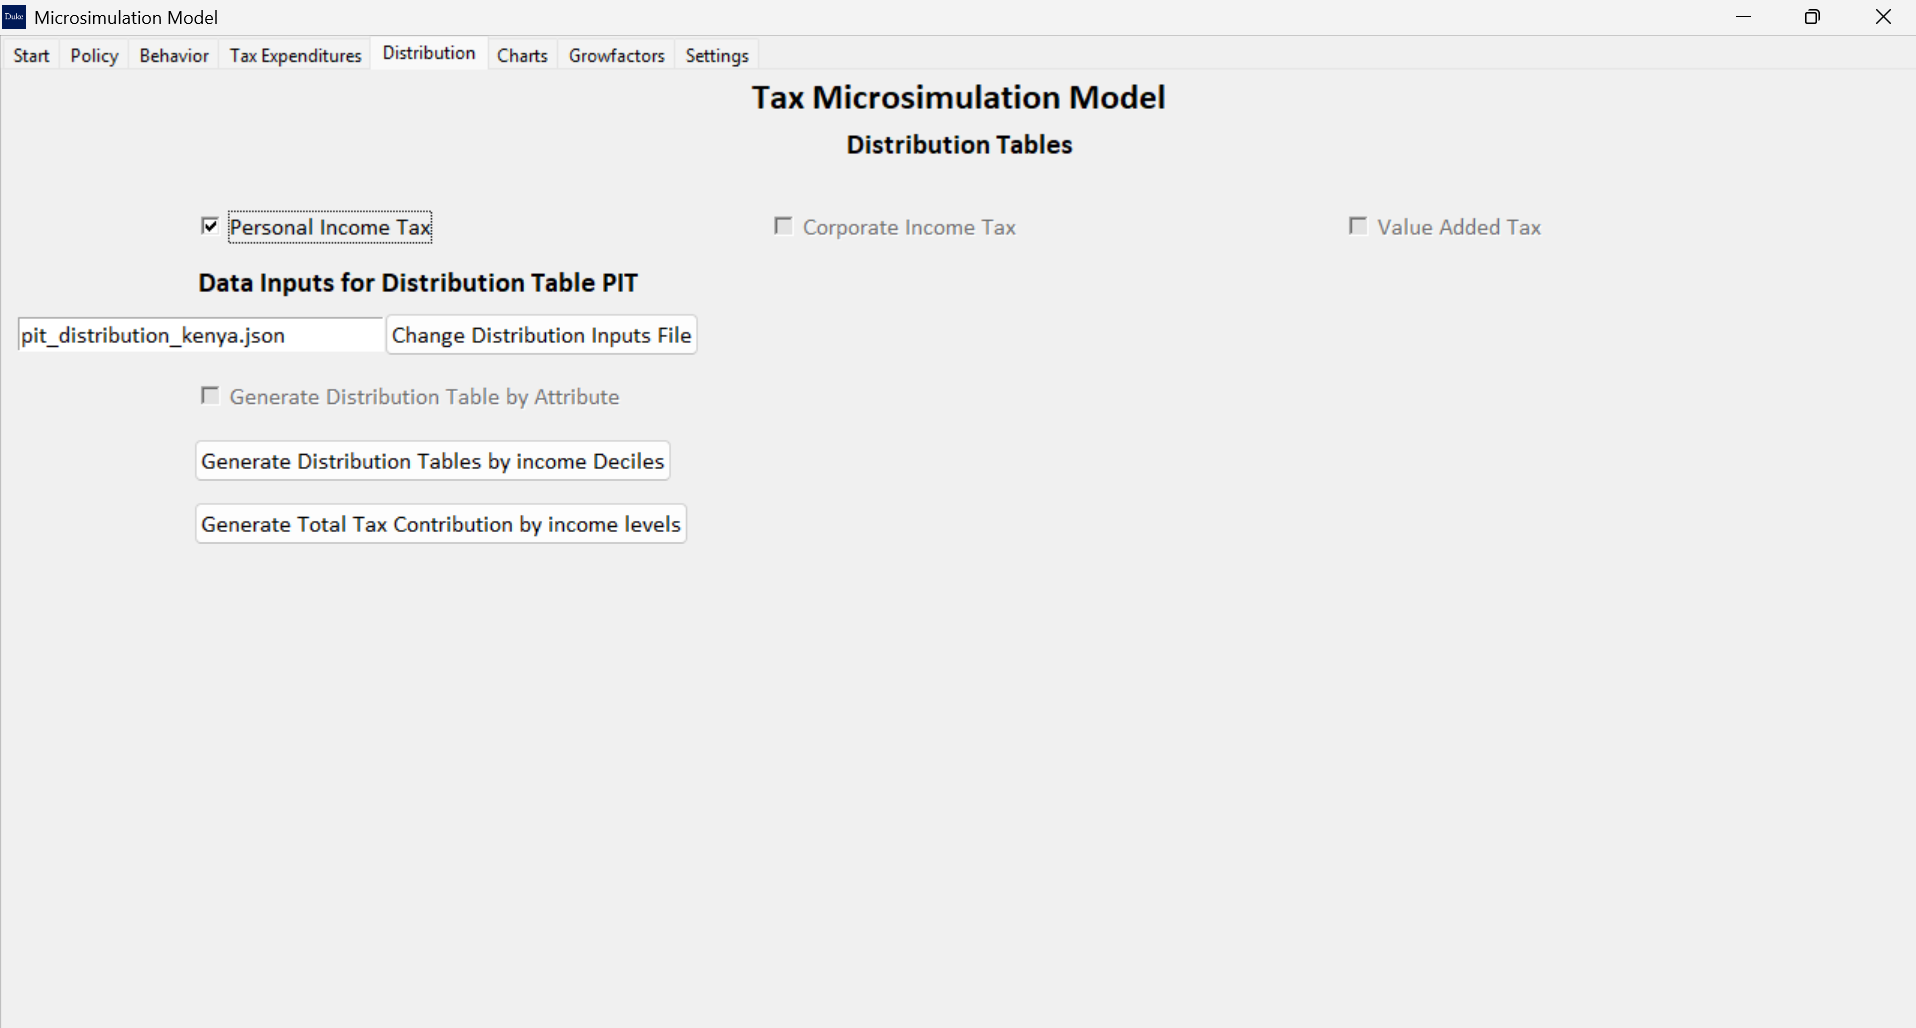 Duke Microsimulation Model
Start Policy Behavior Tax Expenditures Distribution Charts Growfactors Settings
Tax Microsimulation Model
Distribution Tables
Personal Income Tax Corporate Income Tax Value Added Tax
Data Inputs for Distribution Table PIT
pit_distribution_kenya.json Change Distribution Inputs File
Generate Distribution Table by Attribute
Generate Distribution Tables by income Deciles
Generate Total Tax Contribution by income levels